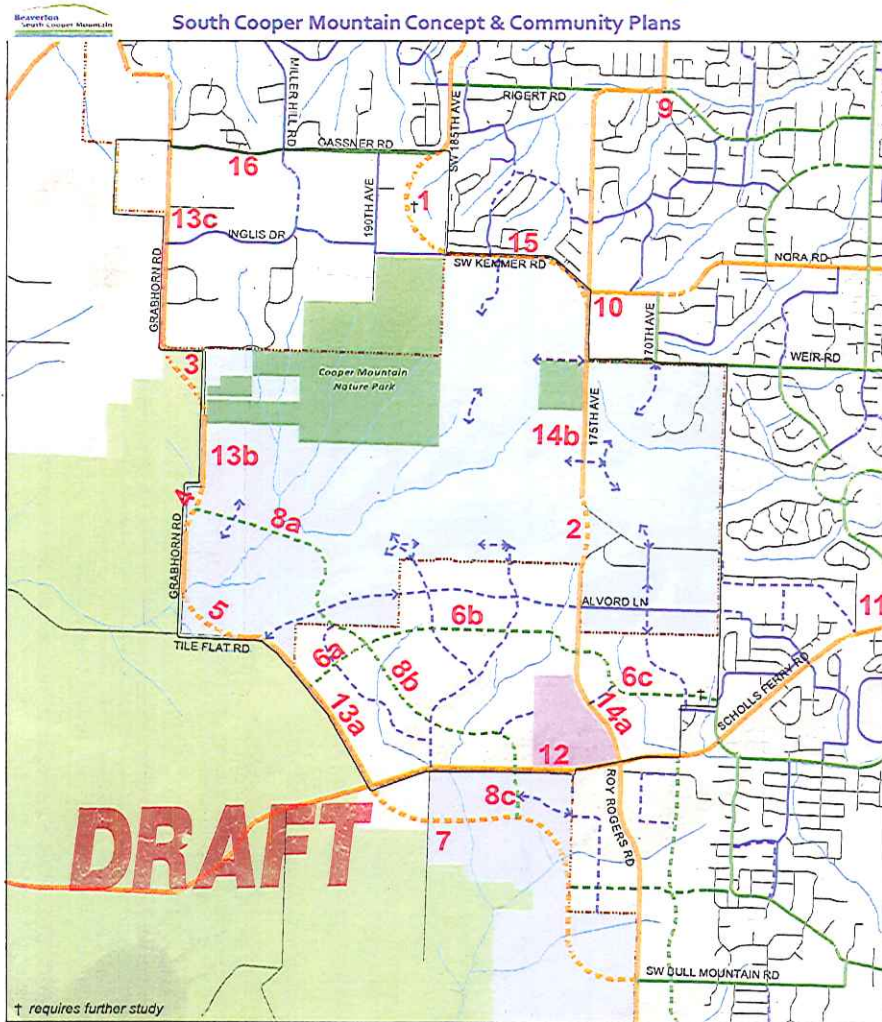 Beaverton
South Cooper Mountain
South Cooper Mountain Concept & Community Plans
MILLER HILL RD
RIGERT RD
9
SW 185TH AVE
GASSNER RD
16
190TH AVE
†1
13c
INGLIS DR
15
NORA RD
SW KEMMER RD
GRABHORN RD
10
170TH AVE
3
WEIR RD
Cooper Mountain
Nature Park
175TH AVE
14b
13b
4
8a
2
GRABHORN RD
ALVORD LN
11
5
6b
TILE FLAT RD
6a
8b
6c
†
SCHOLLS FERRY RD
13a
14a
12
8c
ROY ROGERS RD
7
DRAFT
SW BULL MOUNTAIN RD
† requires further study